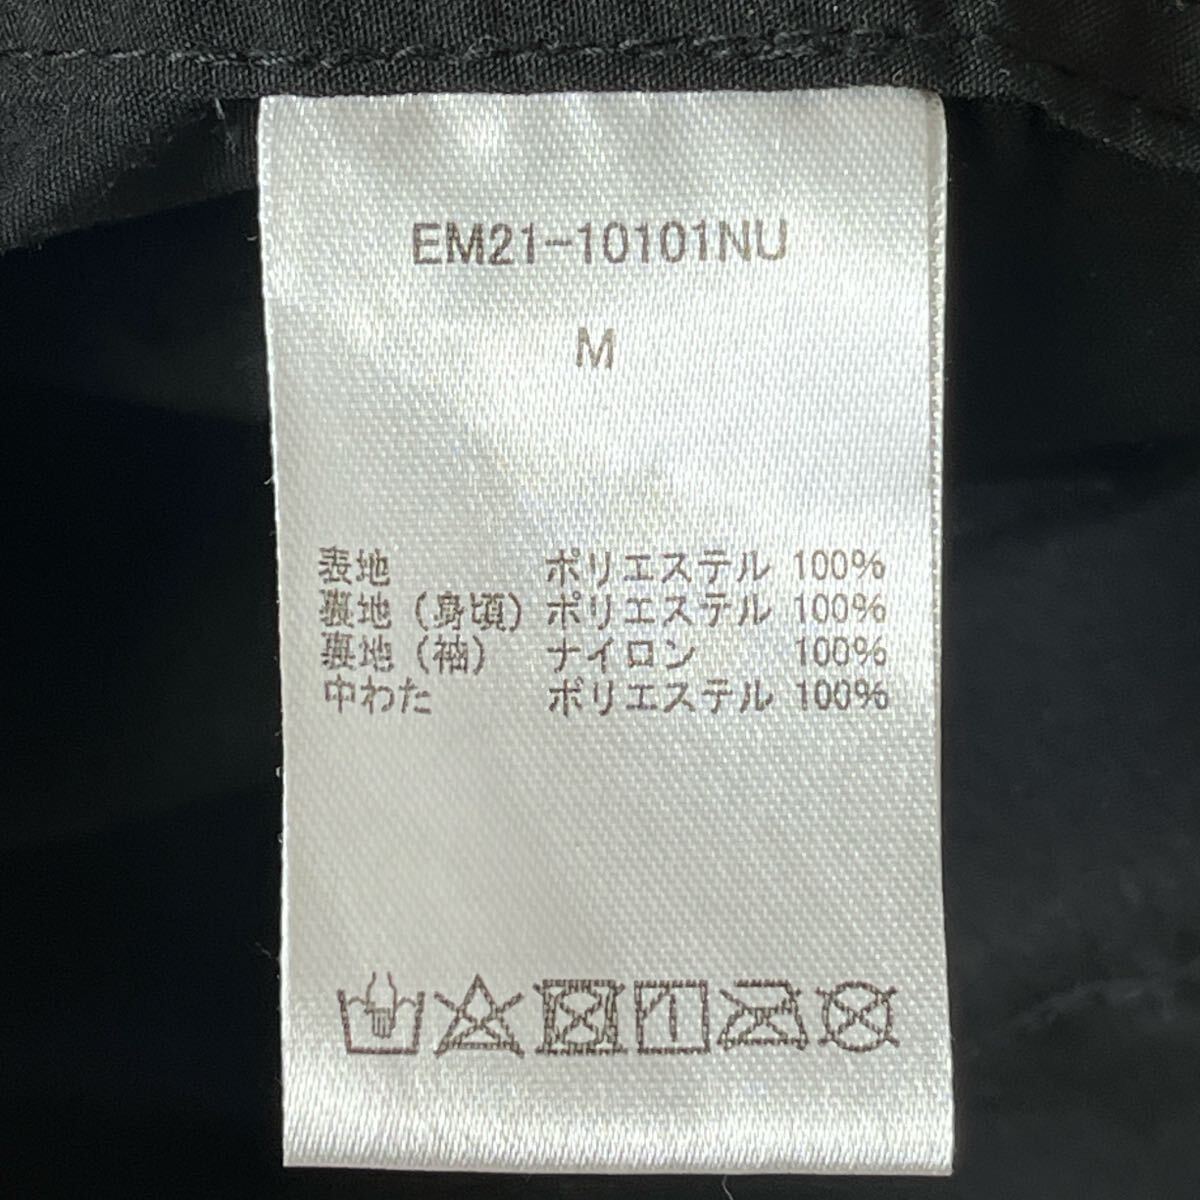 EM21-10101NU
M
表地 ポリエステル 100%
裏地(身頃) ポリエステル 100%
裏地(袖) ナイロン 100%
中わた ポリエステル 100%